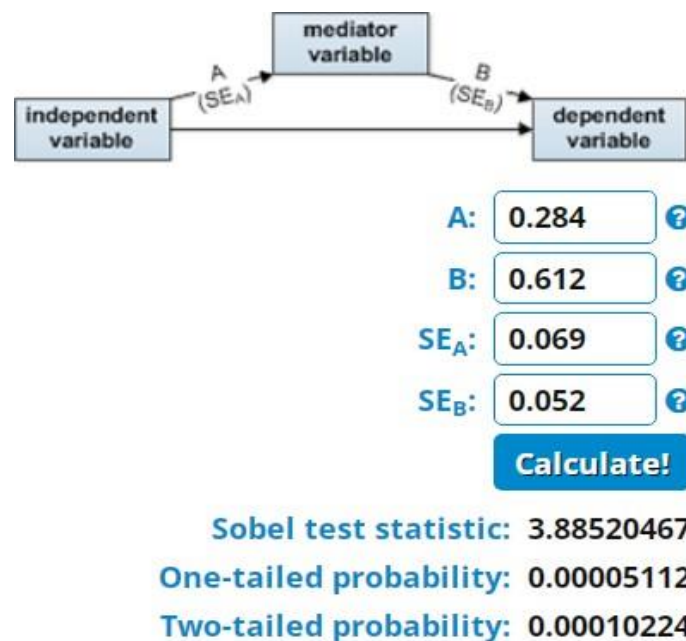 mediator
variable
A
(SEA)
B
(SEB)
independent
variable
dependent
variable
A: 0.284 ?
B: 0.612 ?
SEA: 0.069 ?
SEB: 0.052 ?
Calculate!
Sobel test statistic: 3.88520467
One-tailed probability: 0.00005112
Two-tailed probability: 0.00010224